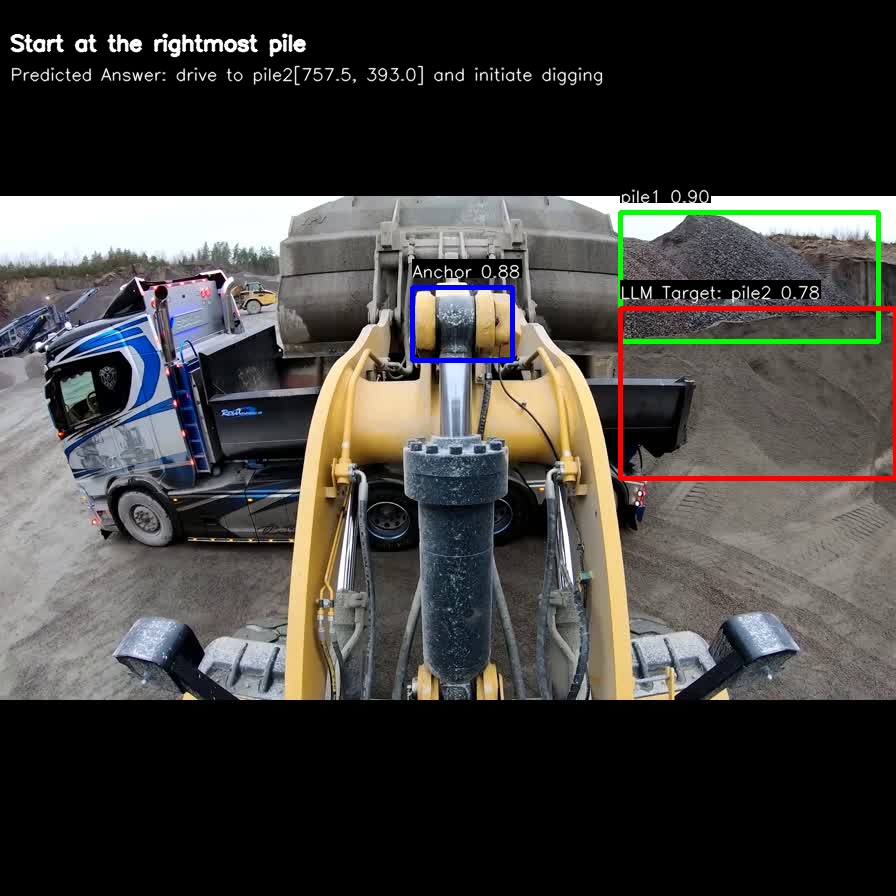 Start at the rightmost pile
Predicted Answer: drive to pile2[757.5, 393.0] and initiate digging
pile1 0.90
Anchor 0.88
LLM Target: pile2 0.78